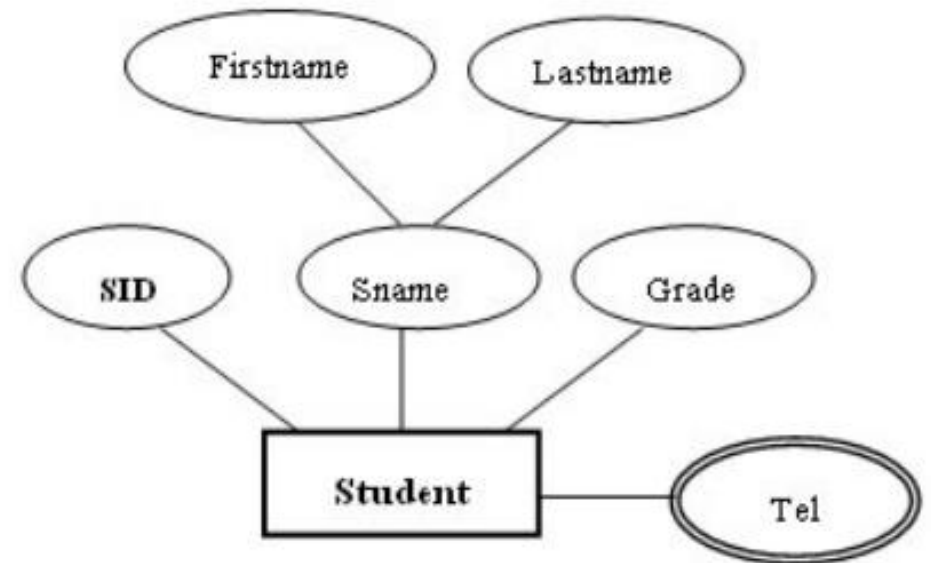 Firstname
Lastname
SID
Sname
Grade
Student
Tel